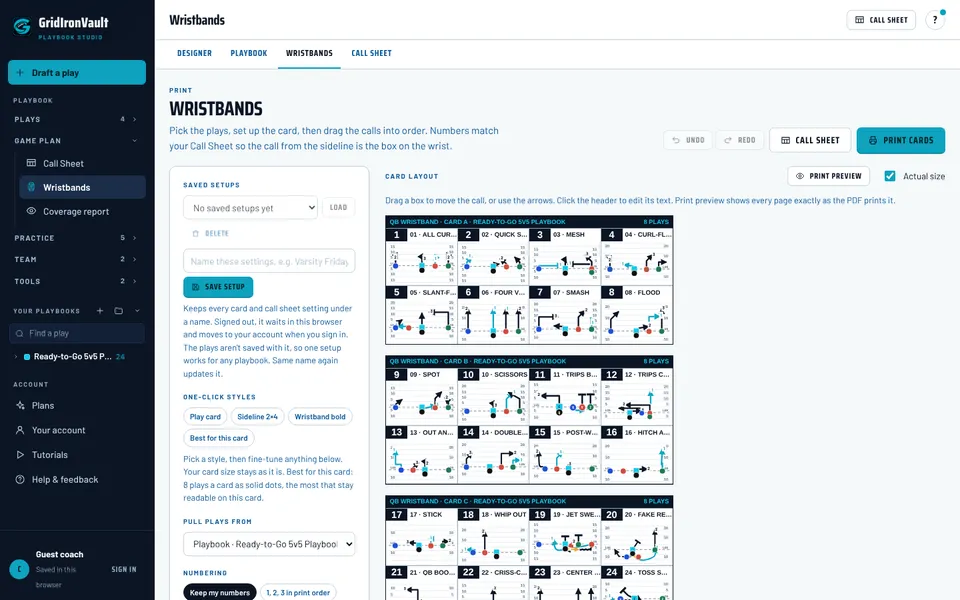 GridIronVault
PLAYBOOK STUDIO
Draft a play
PLAYBOOK
PLAYS 4
GAME PLAN
Call Sheet
Wristbands
Coverage report
PRACTICE 5
TEAM 2
TOOLS 2
YOUR PLAYBOOKS
Find a play
Ready-to-Go 5v5 P... 24
ACCOUNT
Plans
Your account
Tutorials
Help & feedback
Guest coach
Saved in this
browser
SIGN IN
Wristbands
CALL SHEET
?
DESIGNER PLAYBOOK WRISTBANDS CALL SHEET
PRINT
WRISTBANDS
Pick the plays, set up the card, then drag the calls into order. Numbers match
your Call Sheet so the call from the sideline is the box on the wrist.
UNDO REDO CALL SHEET PRINT CARDS
SAVED SETUPS
No saved setups yet LOAD
DELETE
Name these settings, e.g. Varsity Friday
SAVE SETUP
Keeps every card and call sheet setting under
a name. Signed out, it waits in this browser
and moves to your account when you sign in.
The plays aren't saved with it, so one setup
works for any playbook. Same name again
updates it.
ONE-CLICK STYLES
Play card Sideline 2×4 Wristband bold
Best for this card
Pick a style, then fine-tune anything below.
Your card size stays as it is. Best for this card:
8 plays a card as solid dots, the most that stay
readable on this card.
PULL PLAYS FROM
Playbook · Ready-to-Go 5v5 Playbool
NUMBERING
Keep my numbers 1, 2, 3 in print order
CARD LAYOUT
PRINT PREVIEW Actual size
Drag a box to move the call, or use the arrows. Click the header to edit its text. Print preview shows every page exactly as the PDF prints it.
QB WRISTBAND · CARD A · READY-TO-GO 5V5 PLAYBOOK 8 PLAYS
1 01 · ALL CUR... 2 02 · QUICK S... 3 03 · MESH 4 04 · CURL-FL...
5 05 · SLANT-F... 6 06 · FOUR V... 7 07 · SMASH 8 08 · FLOOD
QB WRISTBAND · CARD B · READY-TO-GO 5V5 PLAYBOOK 8 PLAYS
9 09 · SPOT 10 10 · SCISSORS 11 11 · TRIPS B... 12 12 · TRIPS C...
13 13 · OUT AN... 14 14 · DOUBLE... 15 15 · POST-W... 16 16 · HITCH A...
QB WRISTBAND · CARD C · READY-TO-GO 5V5 PLAYBOOK 8 PLAYS
17 17 · STICK 18 18 · WHIP OUT 19 19 · JET SWE... 20 20 · FAKE RE...
21 21 · QB BOO... 22 22 · CRISS-C... 23 23 · CENTER ... 24 24 · TOSS S...